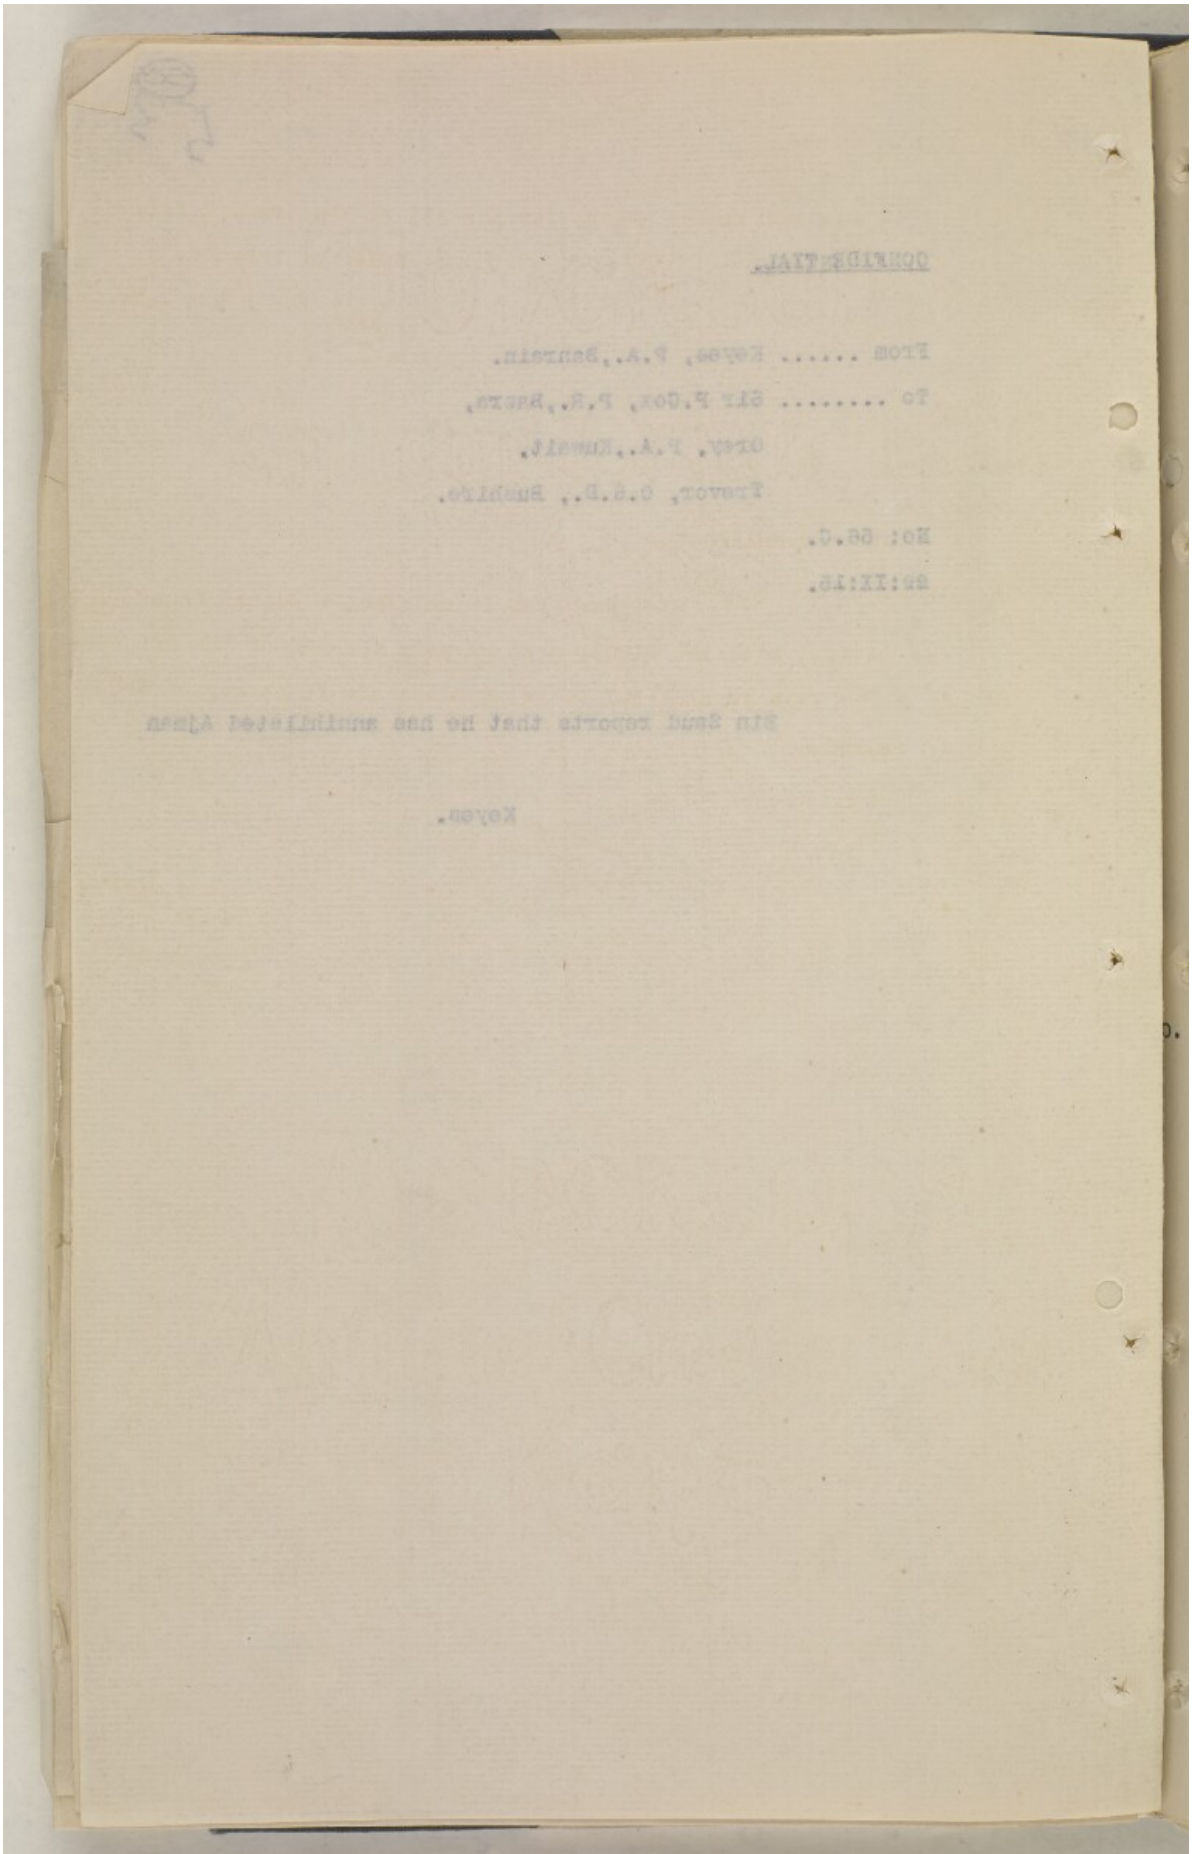 CONFIDENTIAL.
From ...... Keyes, P.A.,Bahrain.
To ........ Sir P.Cox, P.R.,Basra,
Grey, P.A.,Kuwait,
Trevor, C.S.D., Bushire.
No: 56.C.
22:IX:15.
Bin Saud reports that he has annihilated Ajman
Keyes.